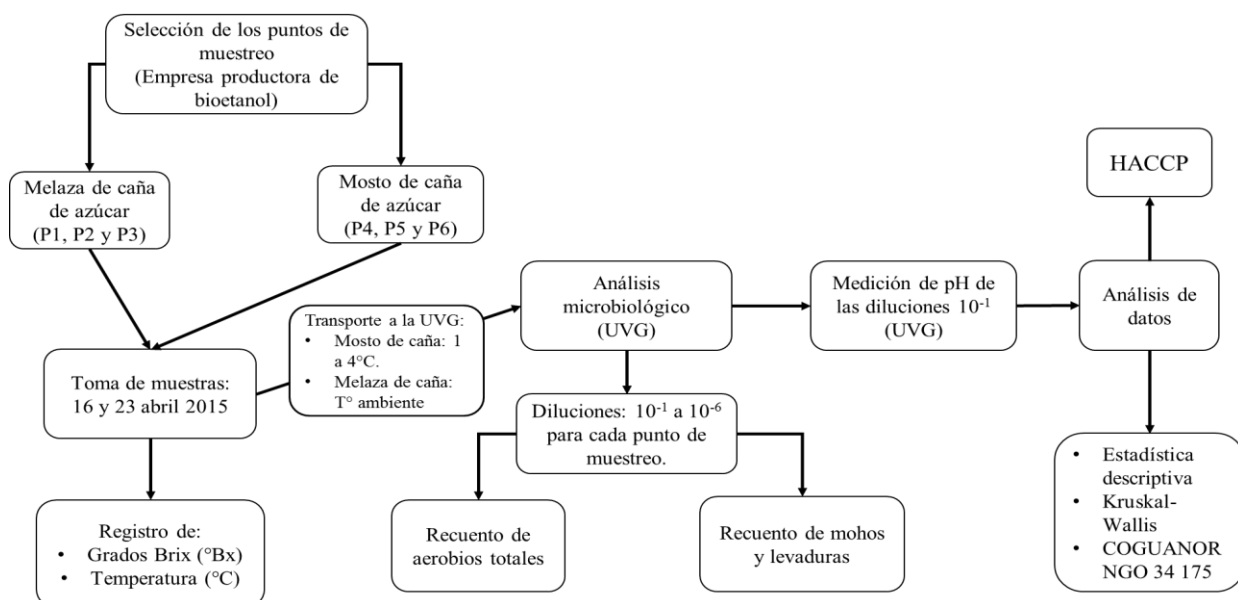 Selección de los puntos de
muestreo
(Empresa productora de
bioetanol)
Melaza de caña
de azúcar
(P1, P2 y P3)
Mosto de caña
de azúcar
(P4, P5 y P6)
Toma de muestras:
16 y 23 abril 2015
Registro de:
• Grados Brix (°Bx)
• Temperatura (°C)
Transporte a la UVG:
• Mosto de caña: 1
a 4°C.
• Melaza de caña:
T° ambiente
Análisis
microbiológico
(UVG)
Diluciones: 10⁻¹ a 10⁻⁶
para cada punto de
muestreo.
Recuento de
aerobios totales
Recuento de mohos
y levaduras
Medición de pH de
las diluciones 10⁻¹
(UVG)
Análisis de
datos
HACCP
• Estadística
descriptiva
• Kruskal-
Wallis
• COGUANOR
NGO 34 175